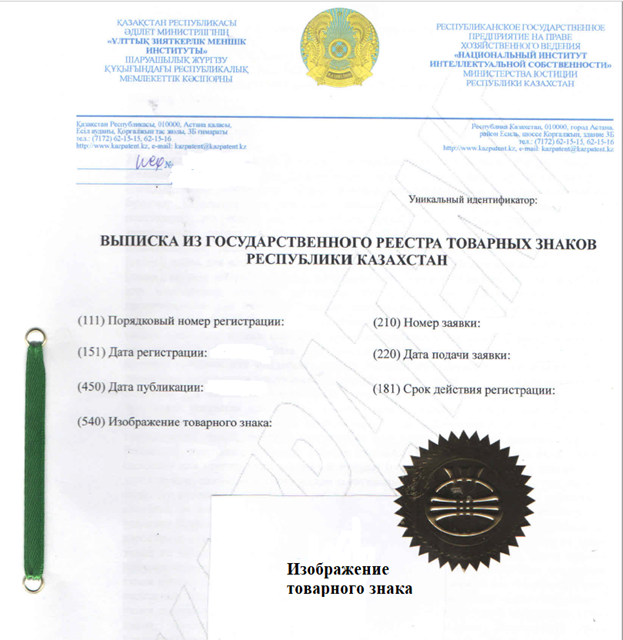 ҚАЗАҚСТАН РЕСПУБЛИКАСЫ
ӘДІЛЕТ МИНИСТРЛІГІНІҢ
«ҰЛТТЫҚ ЗИЯТКЕРЛІК МЕНШІК
ИНСТИТУТЫ»
ШАРУАШЫЛЫҚ ЖҮРГІЗУ
ҚҰҚЫҒЫНДАҒЫ РЕСПУБЛИКАЛЫҚ
МЕМЛЕКЕТТІК КӘСІПОРНЫ
РЕСПУБЛИКАНСКОЕ ГОСУДАРСТВЕННОЕ
ПРЕДПРИЯТИЕ НА ПРАВЕ
ХОЗЯЙСТВЕННОГО ВЕДЕНИЯ
«НАЦИОНАЛЬНЫЙ ИНСТИТУТ
ИНТЕЛЛЕКТУАЛЬНОЙ СОБСТВЕННОСТИ»
МИНИСТЕРСТВА ЮСТИЦИИ
РЕСПУБЛИКИ КАЗАХСТАН
Қазақстан Республикасы, 010000, Астана қаласы,
Есіл ауданы, Қорғалжын тас жолы, 3Б ғимараты
тел.: (7172) 62-15-15, 62-15-16
http://www.kazpatent.kz, e-mail: kazpatent@kazpatent.kz
Республика Казахстан, 010000, город Астана,
район Есиль, шоссе Коргалжын, здание 3Б
тел.: (7172) 62-15-15, 62-15-16
http://www.kazpatent.kz, e-mail: kazpatent@kazpatent.kz
№
Уникальный идентификатор:
ВЫПИСКА ИЗ ГОСУДАРСТВЕННОГО РЕЕСТРА ТОВАРНЫХ ЗНАКОВ
РЕСПУБЛИКИ КАЗАХСТАН
(111) Порядковый номер регистрации:
(210) Номер заявки:
(151) Дата регистрации:
(220) Дата подачи заявки:
(450) Дата публикации:
(181) Срок действия регистрации:
(540) Изображение товарного знака:
Изображение
товарного знака